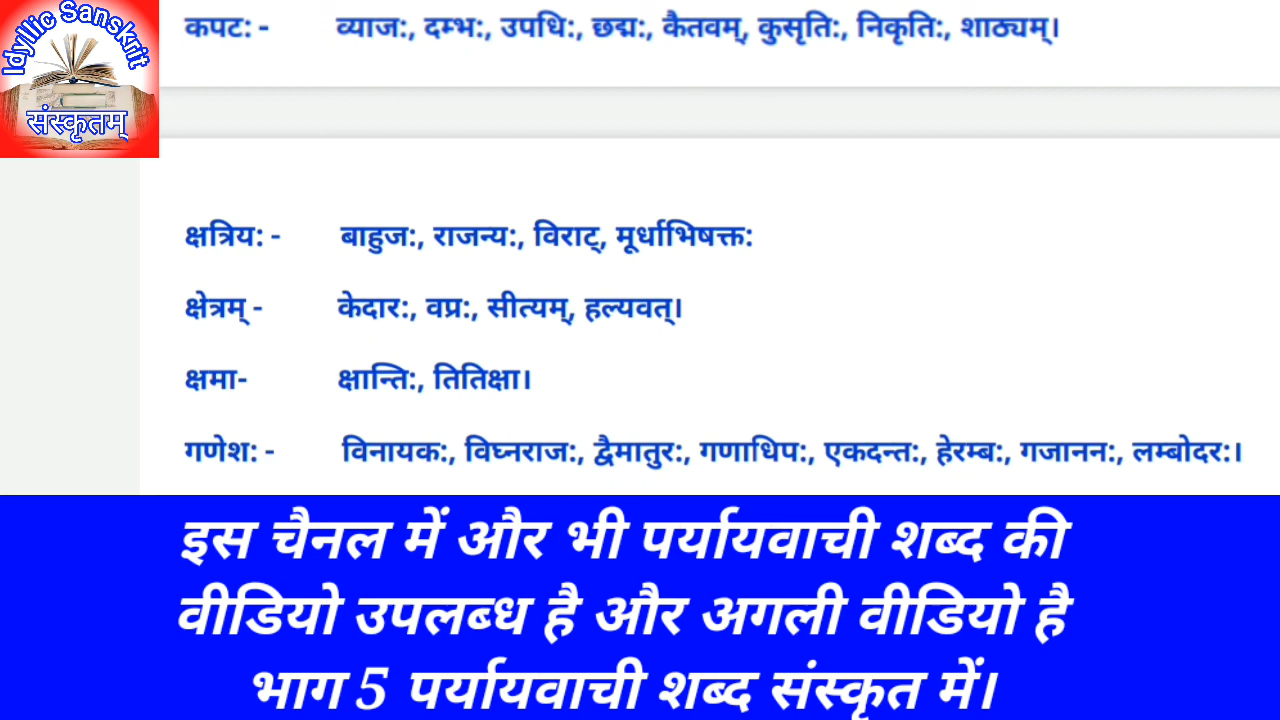 Idyllic Sanskrit
संस्कृतम्
कपट: - व्याज:, दम्भ:, उपधि:, छद्म:, कैतवम्, कुसृति:, निकृति:, शाठ्यम्।
क्षत्रिय: - बाहुज:, राजन्य:, विराट्, मूर्धाभिषक्त:
क्षेत्रम् - केदार:, वप्र:, सीत्यम्, हल्यवत्।
क्षमा- क्षान्ति:, तितिक्षा।
गणेश: - विनायक:, विघ्नराज:, द्वैमातुर:, गणाधिप:, एकदन्त:, हेरम्ब:, गजानन:, लम्बोदर:।
इस चैनल में और भी पर्यायवाची शब्द की
वीडियो उपलब्ध है और अगली वीडियो है
भाग 5 पर्यायवाची शब्द संस्कृत में।